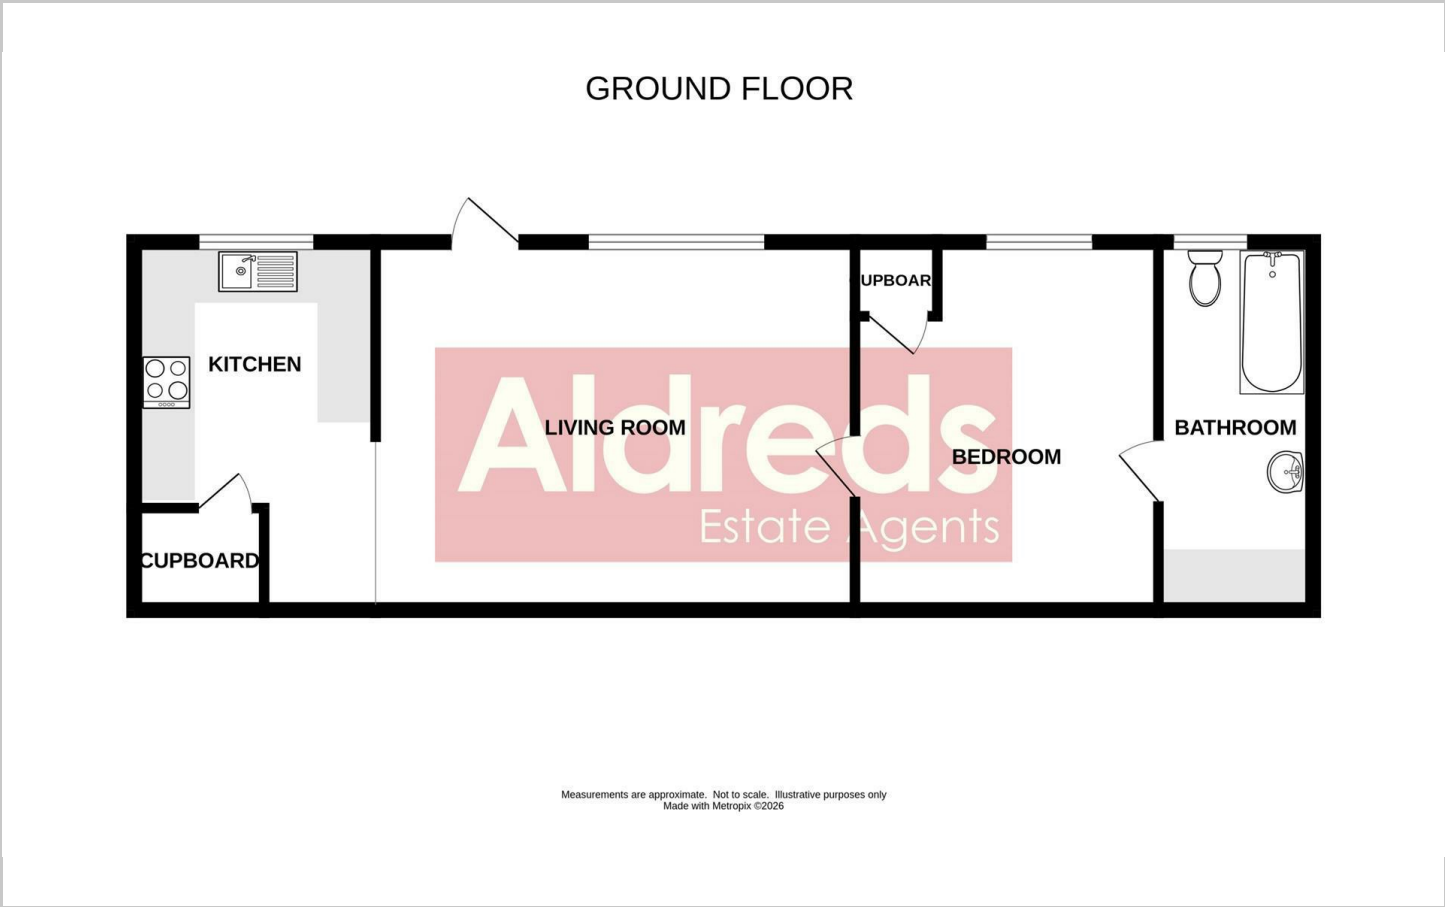 GROUND FLOOR
UPBOAR
KITCHEN
LIVING ROOM
BATHROOM
BEDROOM
Aldreds
Estate Agents
CUPBOARD
Measurements are approximate. Not to scale. Illustrative purposes only
Made with Metropix ©2026